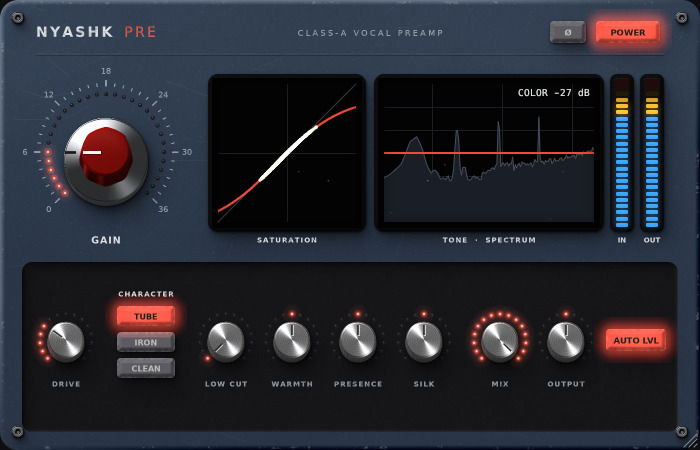 NYASHK PRE
CLASS-A VOCAL PREAMP
Ø
POWER
18
12
24
6
30
0
36
GAIN
COLOR -27 dB
SATURATION
TONE · SPECTRUM
IN
OUT
CHARACTER
TUBE
IRON
CLEAN
AUTO LVL
DRIVE
LOW CUT
WARMTH
PRESENCE
SILK
MIX
OUTPUT